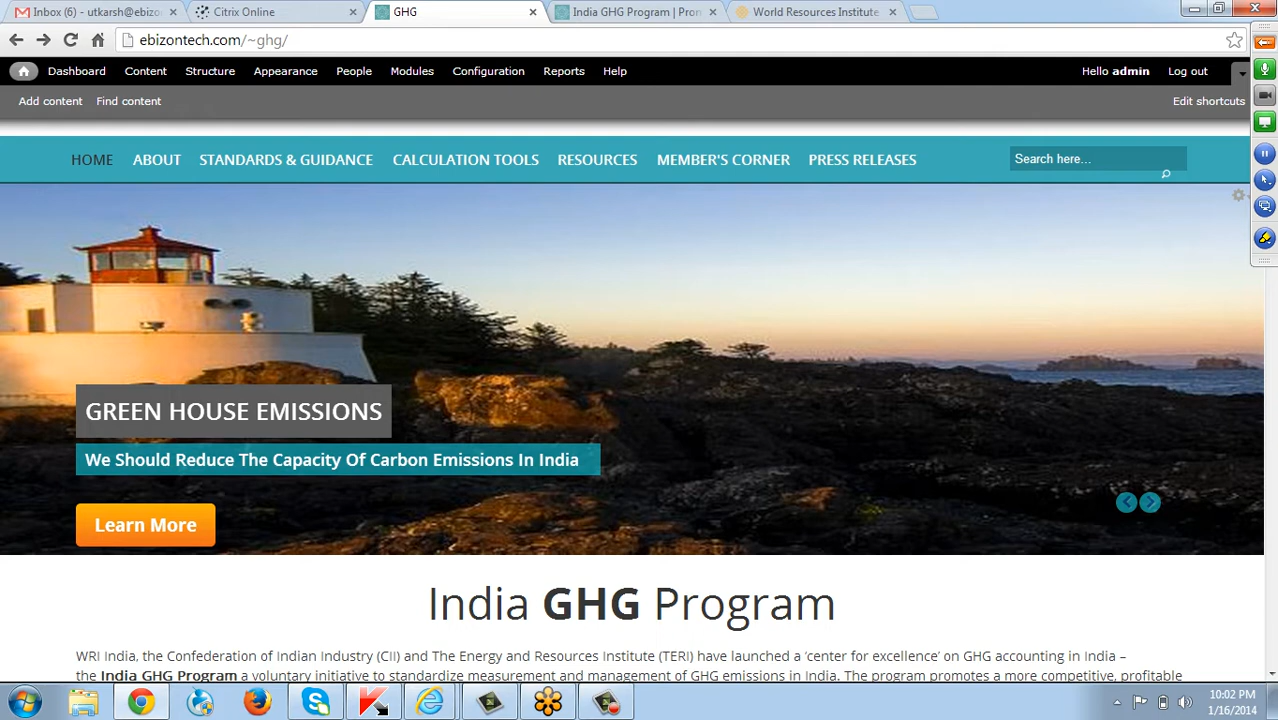 Inbox (6) - utkarsh@ebizo
Citrix Online
GHG
India GHG Program | Pron
World Resources Institute
ebizontech.com/~ghg/
Dashboard Content Structure Appearance People Modules Configuration Reports Help Hello admin Log out
Add content Find content Edit shortcuts
HOME ABOUT STANDARDS & GUIDANCE CALCULATION TOOLS RESOURCES MEMBER'S CORNER PRESS RELEASES Search here...
GREEN HOUSE EMISSIONS
We Should Reduce The Capacity Of Carbon Emissions In India
Learn More
India GHG Program
WRI India, the Confederation of Indian Industry (CII) and The Energy and Resources Institute (TERI) have launched a 'center for excellence' on GHG accounting in India –
the India GHG Program a voluntary initiative to standardize measurement and management of GHG emissions in India. The program promotes a more competitive, profitable
10:02 PM
1/16/2014